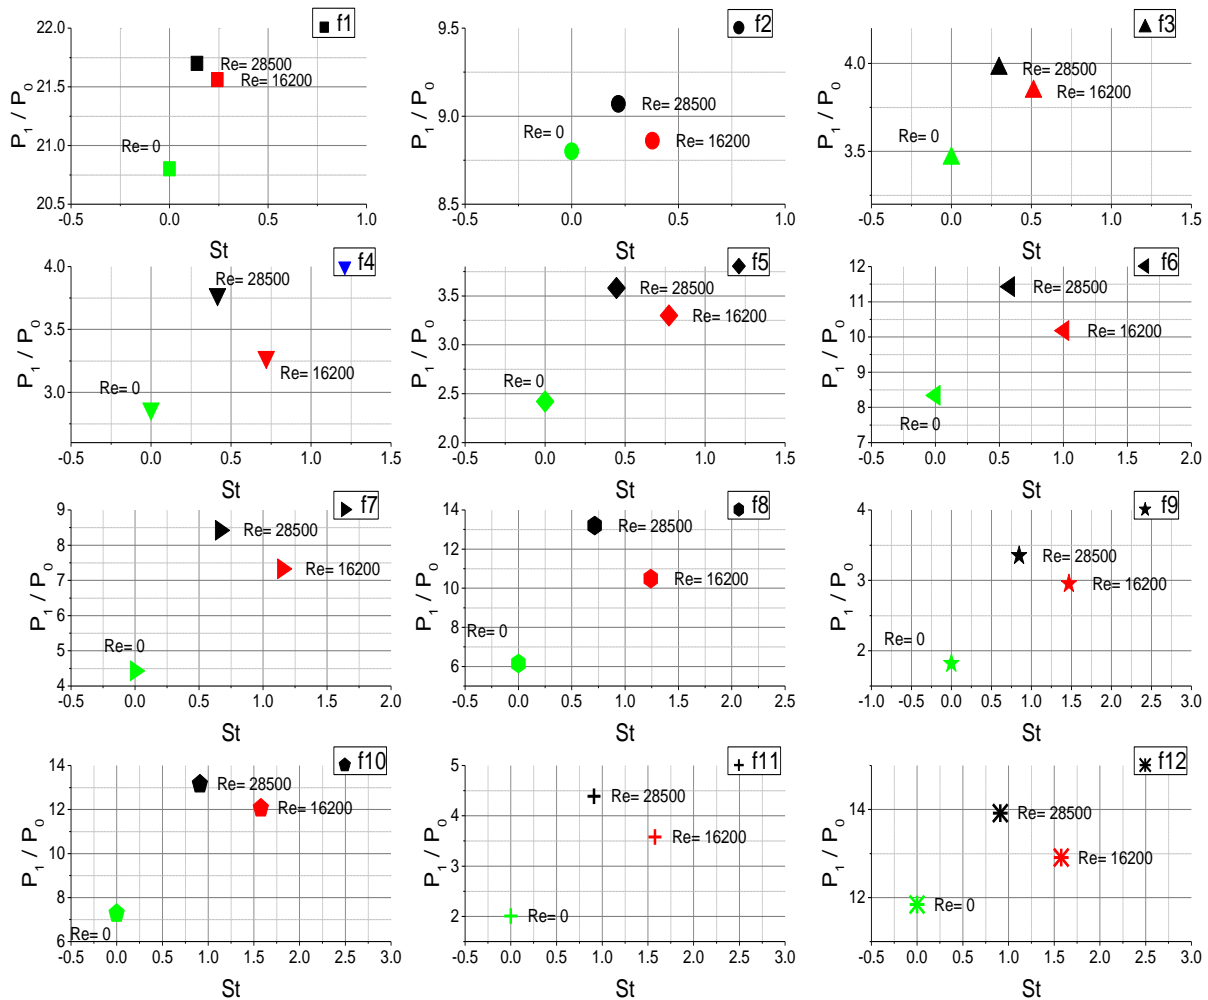 f1
22.0
21.5
21.0
20.5
P1 / P0
Re= 28500
Re= 16200
Re= 0
-0.5 0.0 0.5 1.0
St
f2
9.5
9.0
8.5
P1 / P0
Re= 28500
Re= 16200
Re= 0
-0.5 0.0 0.5 1.0
St
f3
4.0
3.5
P1 / P0
Re= 28500
Re= 16200
Re= 0
-0.5 0.0 0.5 1.0 1.5
St
f4
4.0
3.5
3.0
P1 / P0
Re= 28500
Re= 16200
Re= 0
-0.5 0.0 0.5 1.0 1.5
St
f5
3.5
3.0
2.5
2.0
P1 / P0
Re= 28500
Re= 16200
Re= 0
-0.5 0.0 0.5 1.0 1.5
St
f6
12
11
10
9
8
7
P1 / P0
Re= 28500
Re= 16200
Re= 0
-0.5 0.0 0.5 1.0 1.5 2.0
St
f7
9
8
7
6
5
4
P1 / P0
Re= 28500
Re= 16200
Re= 0
-0.5 0.0 0.5 1.0 1.5 2.0
St
f8
14
12
10
8
6
P1 / P0
Re= 28500
Re= 16200
Re= 0
-0.5 0.0 0.5 1.0 1.5 2.0 2.5
St
f9
4
3
2
P1 / P0
Re= 28500
Re= 16200
Re= 0
-1.0 -0.5 0.0 0.5 1.0 1.5 2.0 2.5 3.0
St
f10
14
12
10
8
6
P1 / P0
Re= 28500
Re= 16200
Re= 0
-0.5 0.0 0.5 1.0 1.5 2.0 2.5 3.0
St
f11
5
4
3
2
P1 / P0
Re= 28500
Re= 16200
Re= 0
-0.5 0.0 0.5 1.0 1.5 2.0 2.5 3.0
St
f12
14
12
P1 / P0
Re= 28500
Re= 16200
Re= 0
-0.5 0.0 0.5 1.0 1.5 2.0 2.5 3.0
St